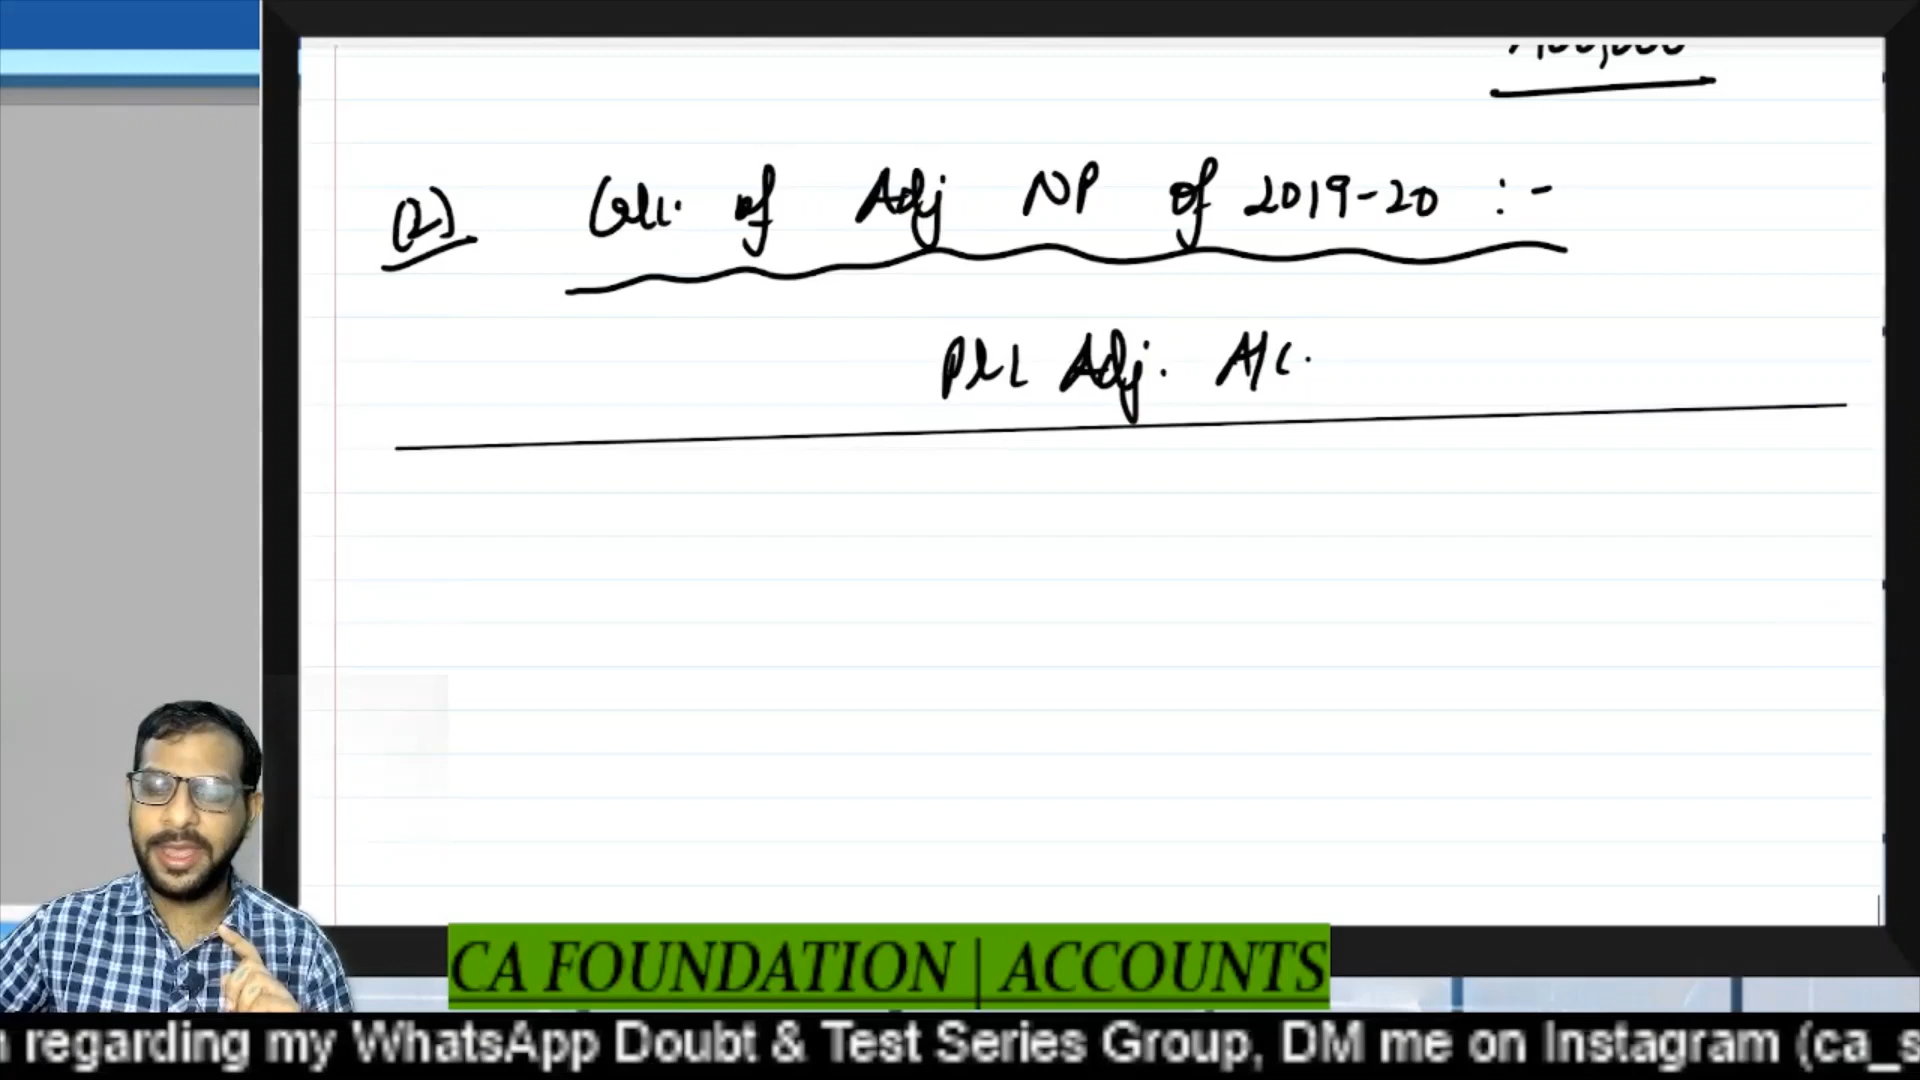 (2) Calc. of Adj NP of 2019-20 :-
P&L Adj. A/c.
CA FOUNDATION | ACCOUNTS
regarding my WhatsApp Doubt & Test Series Group, DM me on Instagram (ca_s